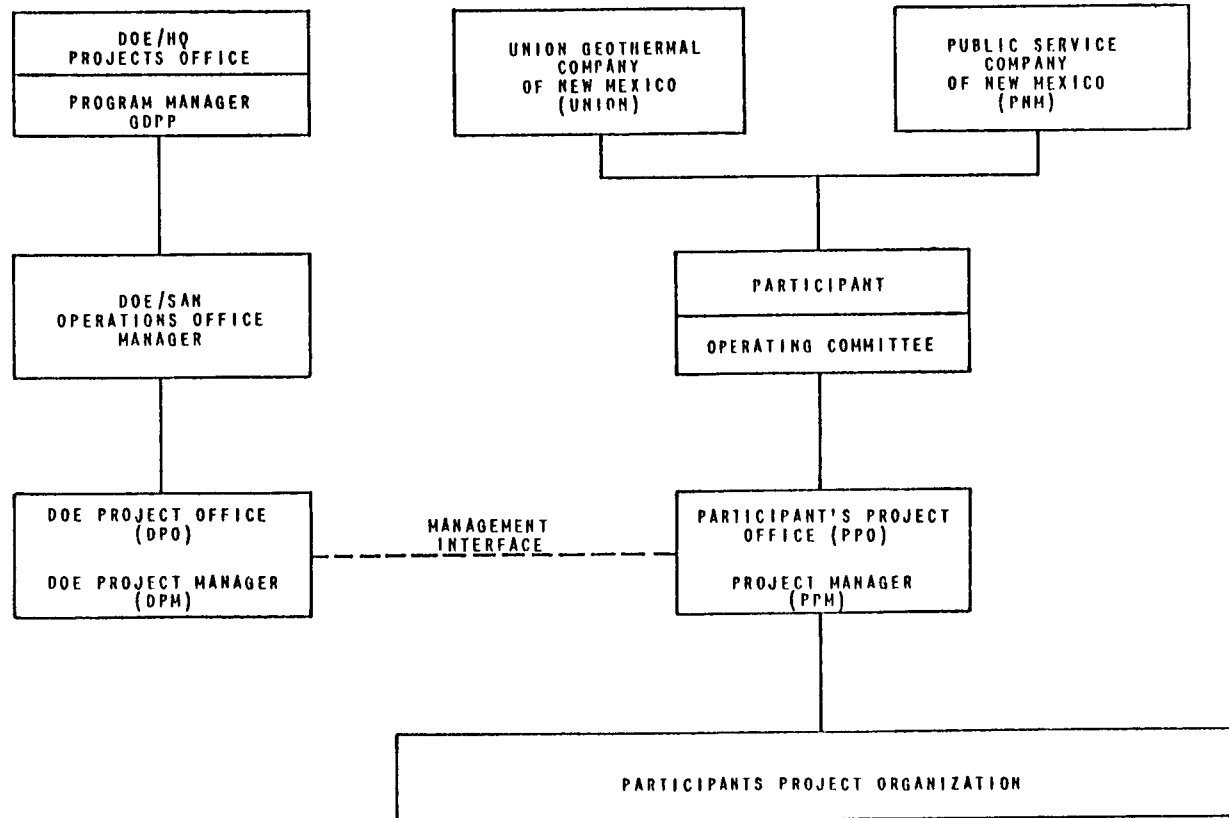 DOE/HQ
PROJECTS OFFICE
PROGRAM MANAGER
GDPP
UNION GEOTHERMAL
COMPANY
OF NEW MEXICO
(UNION)
PUBLIC SERVICE
COMPANY
OF NEW MEXICO
(PNM)
DOE/SAN
OPERATIONS OFFICE
MANAGER
PARTICIPANT
OPERATING COMMITTEE
DOE PROJECT OFFICE
(DPO)
DOE PROJECT MANAGER
(DPM)
MANAGEMENT
INTERFACE
PARTICIPANT'S PROJECT
OFFICE (PPO)
PROJECT MANAGER
(PPM)
PARTICIPANTS PROJECT ORGANIZATION